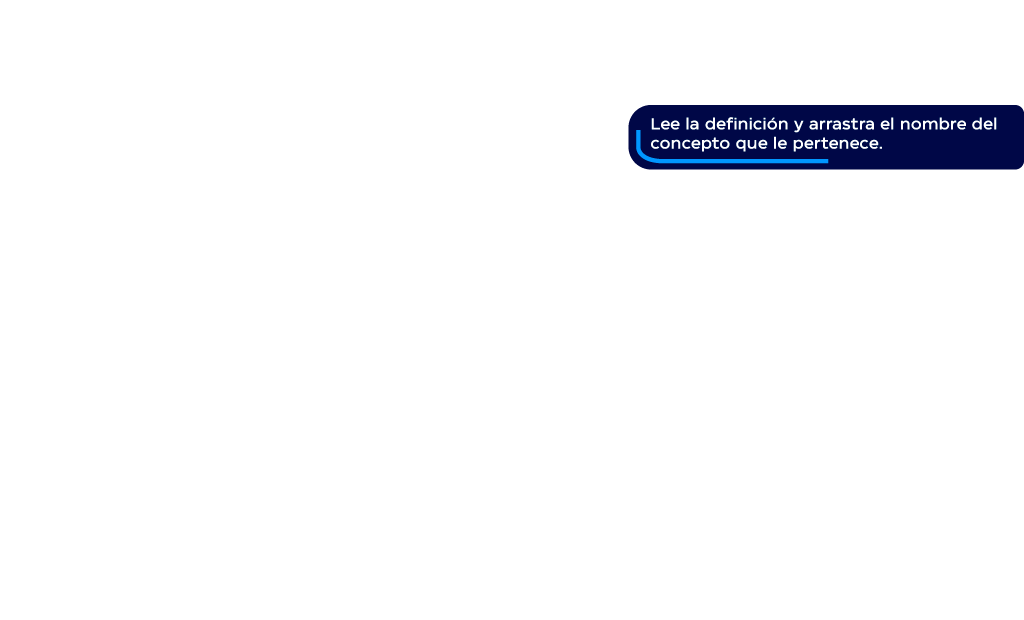 Lee la definición y arrastra el nombre del
concepto que le pertenece.